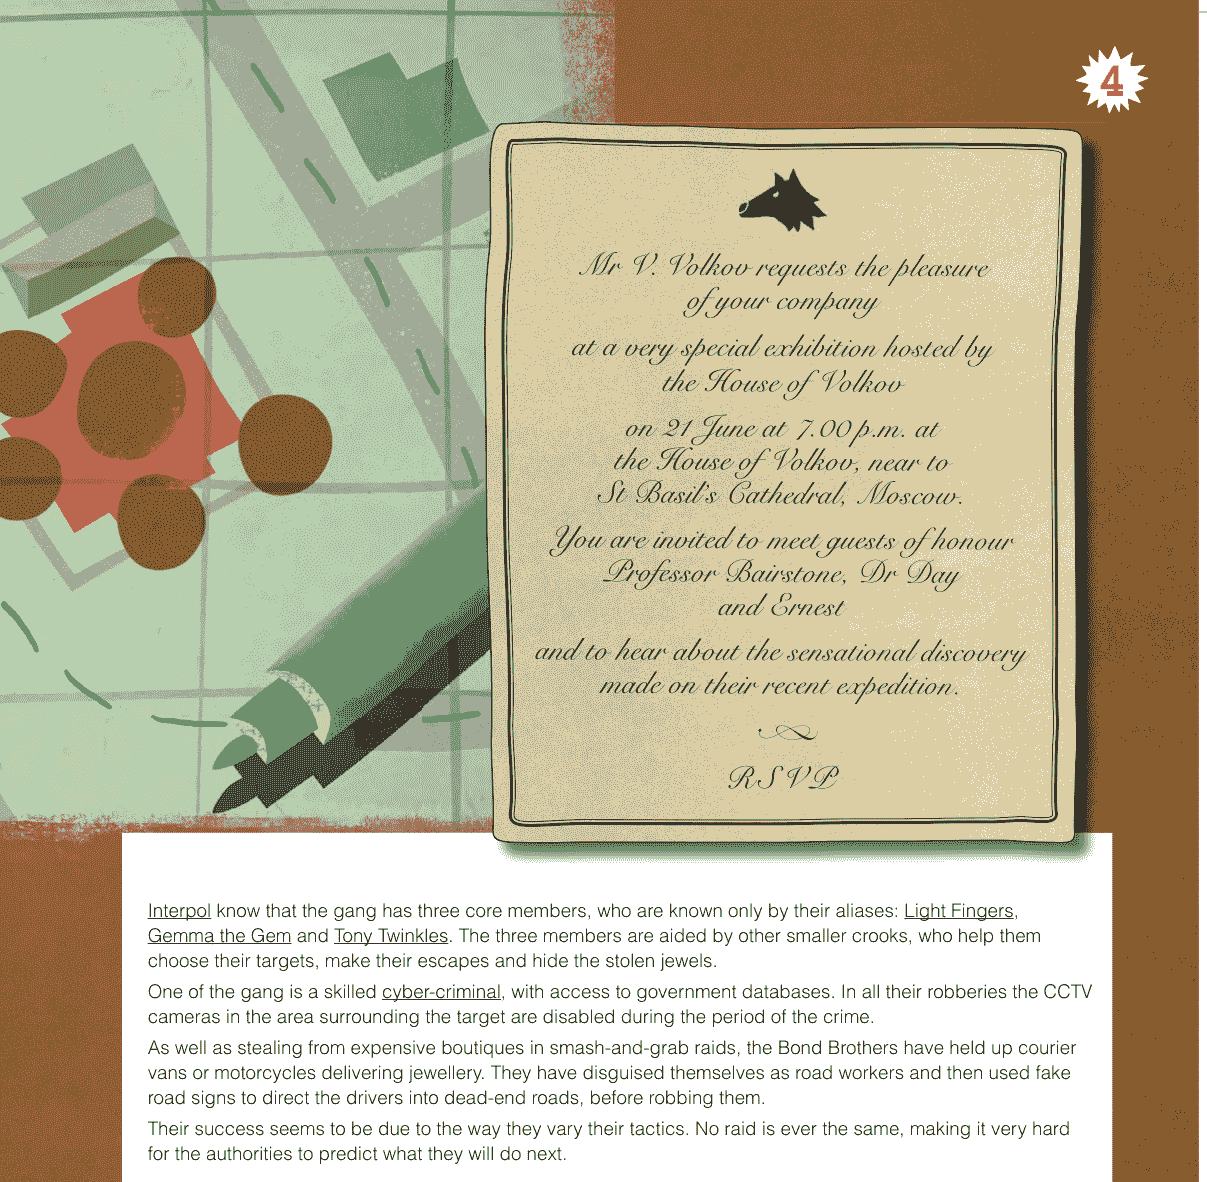 4
Mr V. Volkov requests the pleasure
of your company
at a very special exhibition hosted by
the House of Volkov
on 21 June at 7.00 p.m. at
the House of Volkov, near to
St Basil's Cathedral, Moscow.
You are invited to meet guests of honour
Professor Bairstone, Dr Day
and Ernest
and to hear about the sensational discovery
made on their recent expedition.
RSVP
Interpol know that the gang has three core members, who are known only by their aliases: Light Fingers,
Gemma the Gem and Tony Twinkles. The three members are aided by other smaller crooks, who help them
choose their targets, make their escapes and hide the stolen jewels.
One of the gang is a skilled cyber-criminal, with access to government databases. In all their robberies the CCTV
cameras in the area surrounding the target are disabled during the period of the crime.
As well as stealing from expensive boutiques in smash-and-grab raids, the Bond Brothers have held up courier
vans or motorcycles delivering jewellery. They have disguised themselves as road workers and then used fake
road signs to direct the drivers into dead-end roads, before robbing them.
Their success seems to be due to the way they vary their tactics. No raid is ever the same, making it very hard
for the authorities to predict what they will do next.